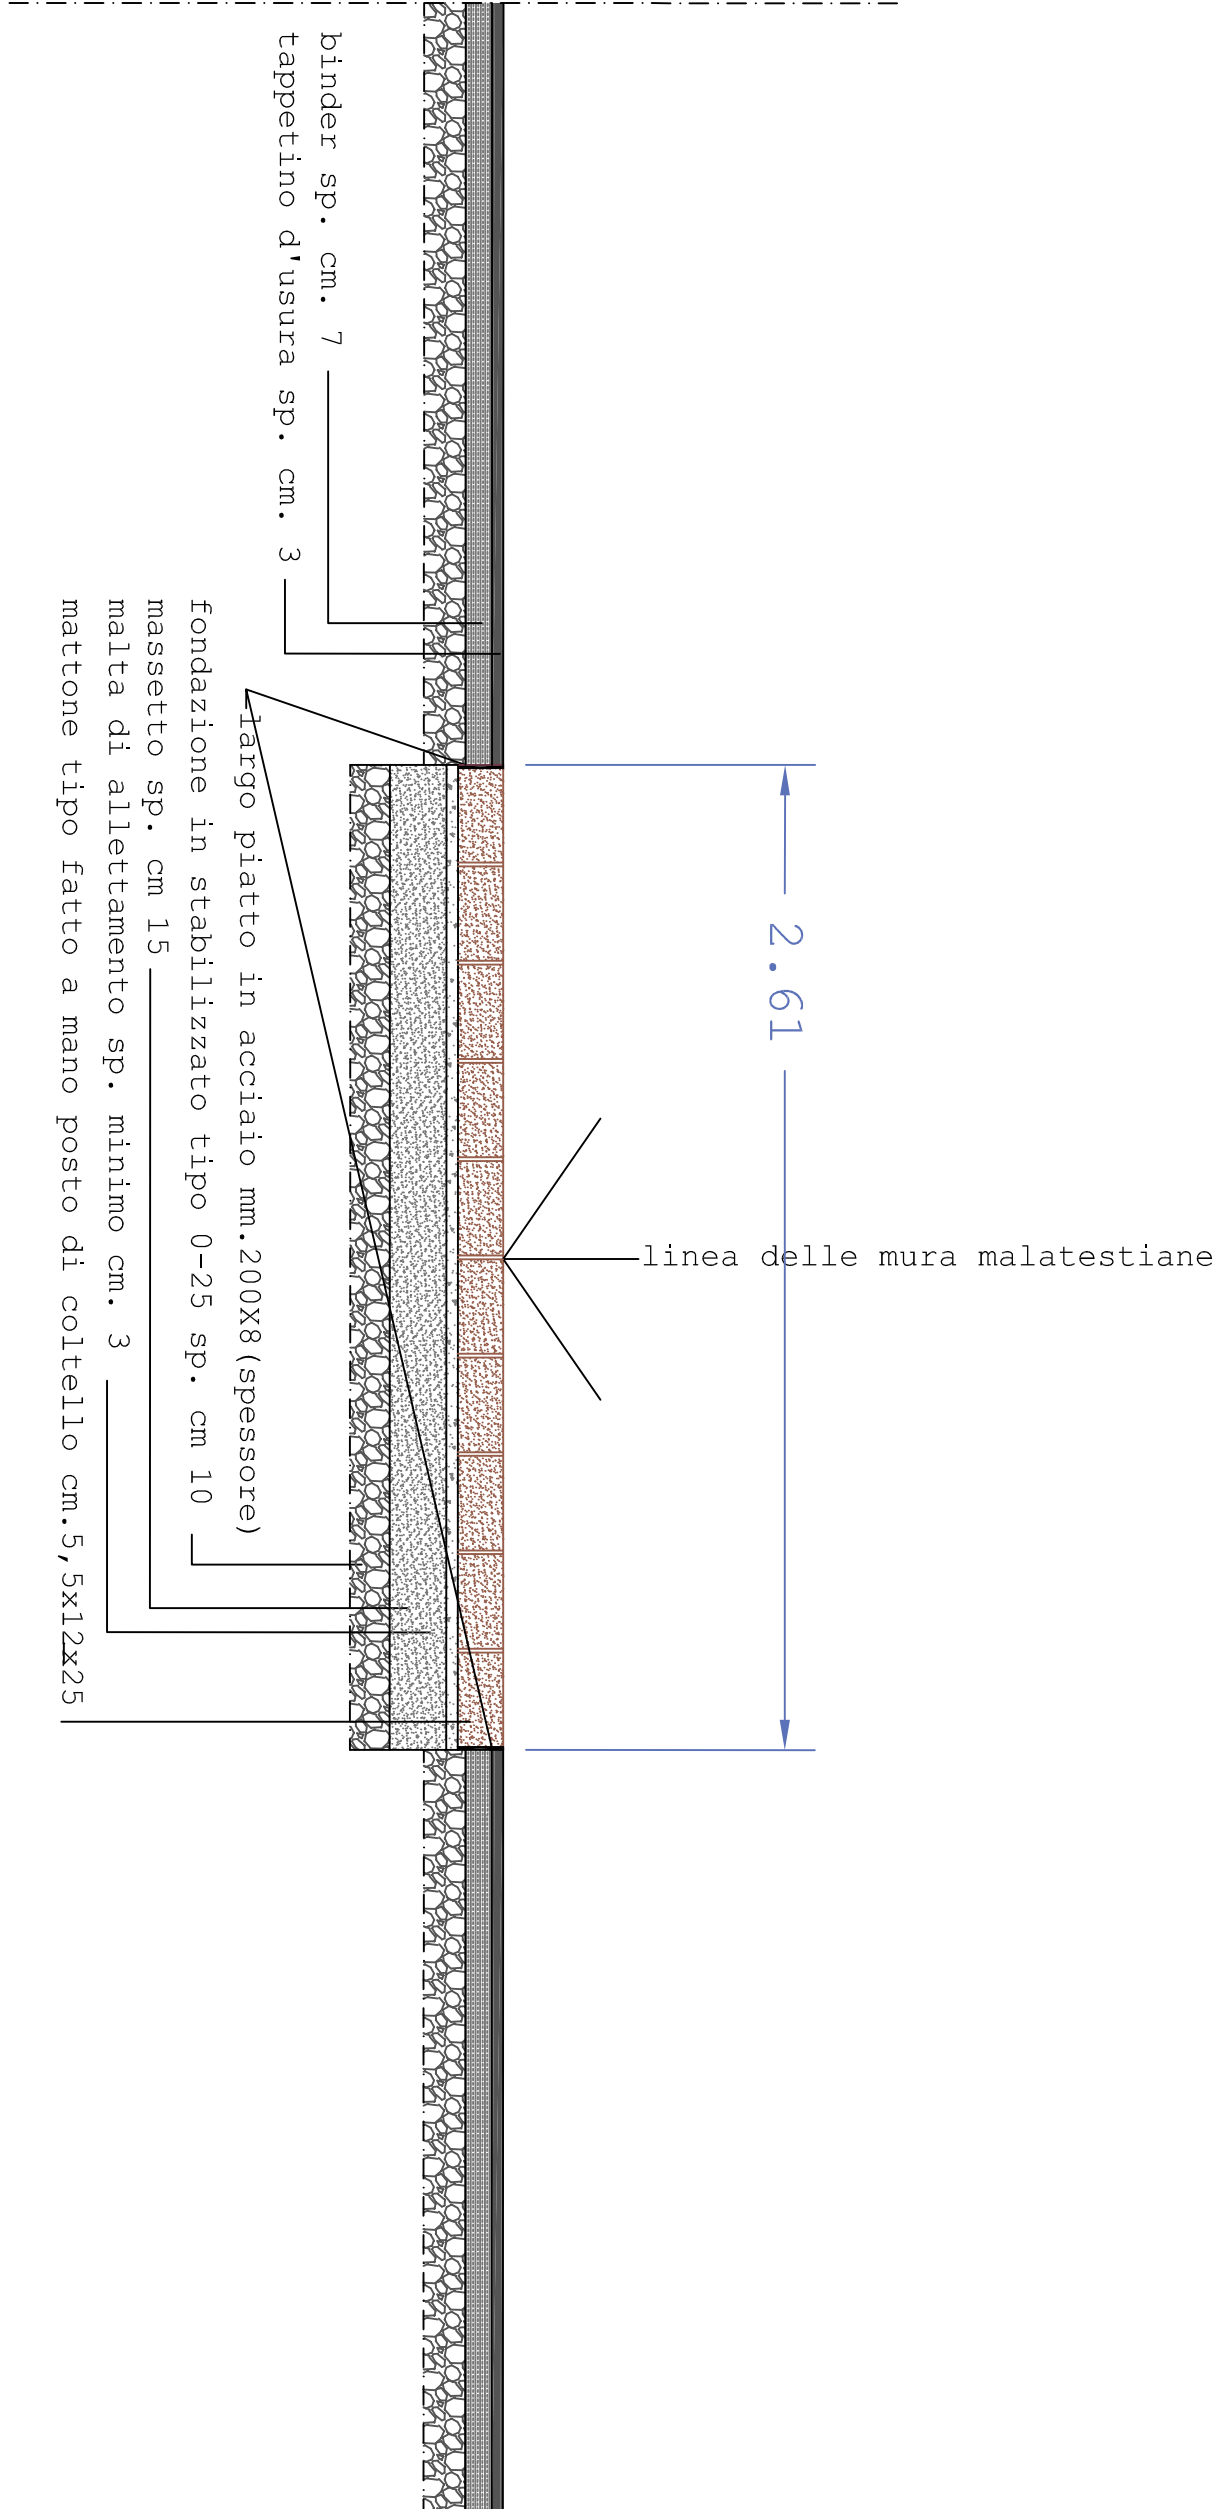 binder sp. cm. 7
tappetino d'usura sp. cm. 3
largo piatto in acciaio mm.200X8(spessore)
fondazione in stabilizzato tipo 0-25 sp. cm 10
massetto sp. cm 15
malta di allettamento sp. minimo cm. 3
mattone tipo fatto a mano posto di coltello cm.5,5x12x25
2.61
linea delle mura malatestiane